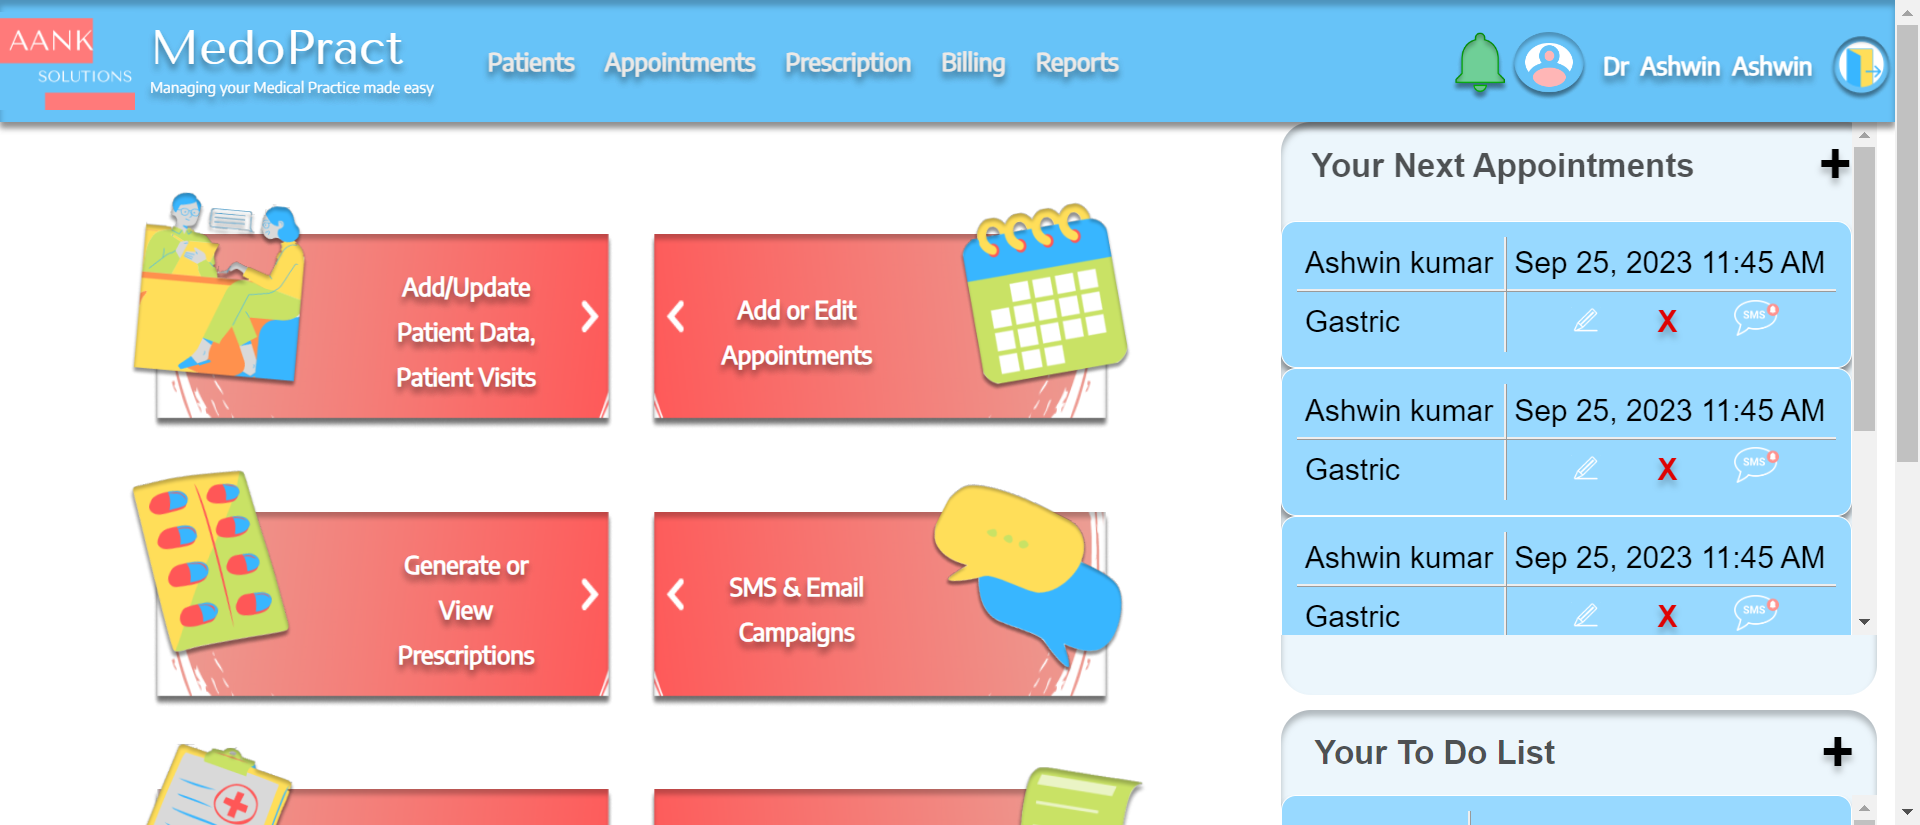 AANK
SOLUTIONS
MedoPract
Managing your Medical Practice made easy
Patients
Appointments
Prescription
Billing
Reports
Dr Ashwin Ashwin
Add/Update
Patient Data,
Patient Visits
Add or Edit
Appointments
Generate or
View
Prescriptions
SMS & Email
Campaigns
Your Next Appointments
+
Ashwin kumar
Sep 25, 2023 11:45 AM
Gastric
X
SMS
Ashwin kumar
Sep 25, 2023 11:45 AM
Gastric
X
SMS
Ashwin kumar
Sep 25, 2023 11:45 AM
Gastric
X
SMS
Your To Do List
+